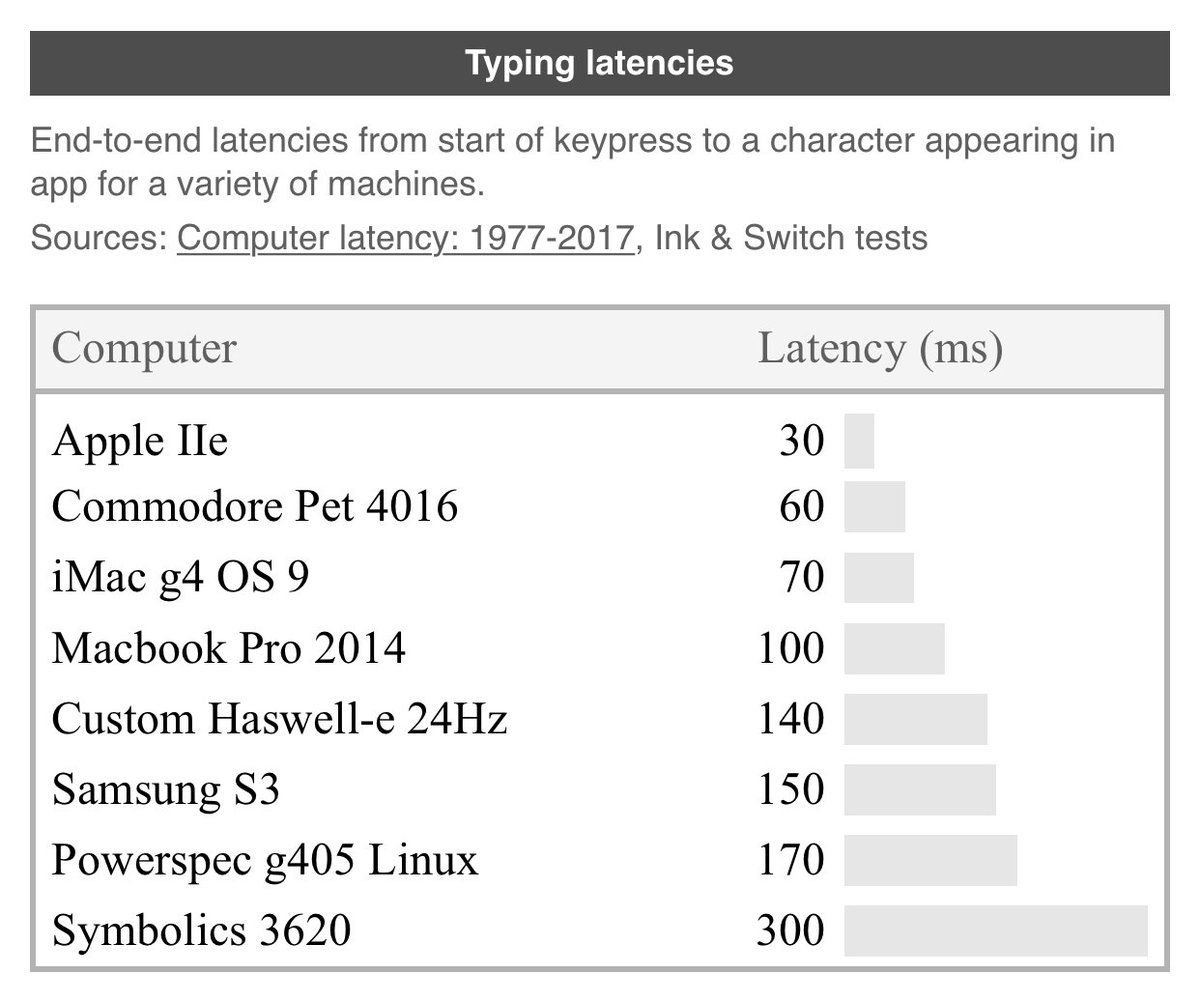 Typing latencies
End-to-end latencies from start of keypress to a character appearing in
app for a variety of machines.
Sources: Computer latency: 1977-2017, Ink & Switch tests
Computer Latency (ms)
Apple IIe 30
Commodore Pet 4016 60
iMac g4 OS 9 70
Macbook Pro 2014 100
Custom Haswell-e 24Hz 140
Samsung S3 150
Powerspec g405 Linux 170
Symbolics 3620 300